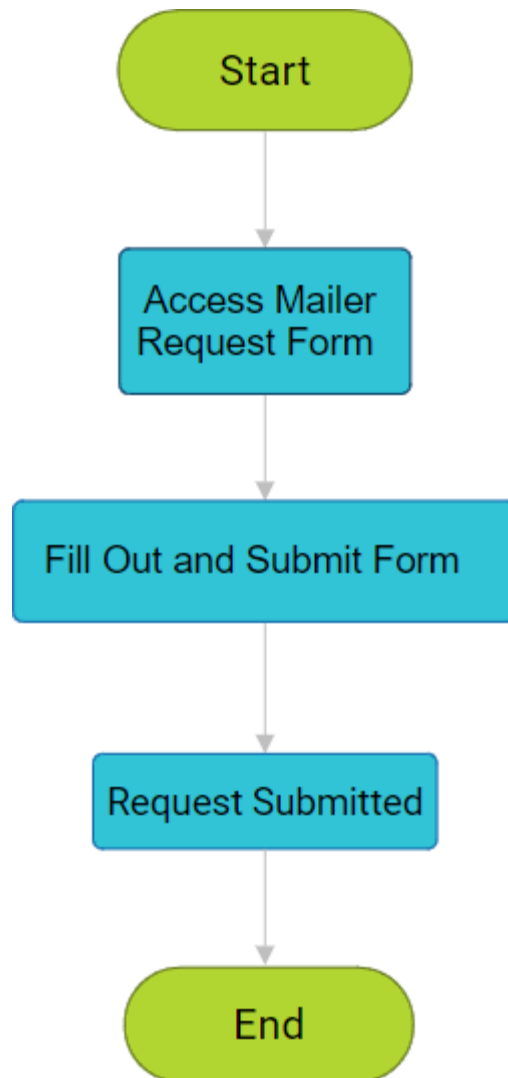 Start
Access Mailer
Request Form
Fill Out and Submit Form
Request Submitted
End